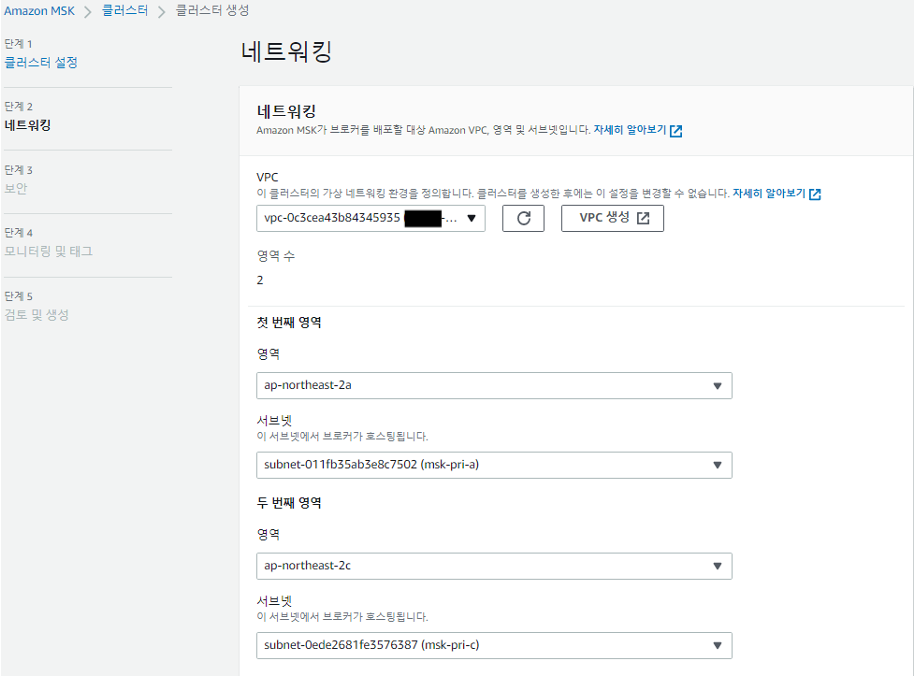 Amazon MSK > 클러스터 > 클러스터 생성
단계 1
클러스터 설정
단계 2
네트워킹
단계 3
보안
단계 4
모니터링 및 태그
단계 5
검토 및 생성
네트워킹
네트워킹
Amazon MSK가 브로커를 배포할 대상 Amazon VPC, 영역 및 서브넷입니다. 자세히 알아보기
VPC
이 클러스터의 가상 네트워킹 환경을 정의합니다. 클러스터를 생성한 후에는 이 설정을 변경할 수 없습니다. 자세히 알아보기
vpc-0c3cea43b84345935 -... VPC 생성
영역 수
2
첫 번째 영역
영역
ap-northeast-2a
서브넷
이 서브넷에서 브로커가 호스팅됩니다.
subnet-011fb35ab3e8c7502 (msk-pri-a)
두 번째 영역
영역
ap-northeast-2c
서브넷
이 서브넷에서 브로커가 호스팅됩니다.
subnet-0ede2681fe3576387 (msk-pri-c)